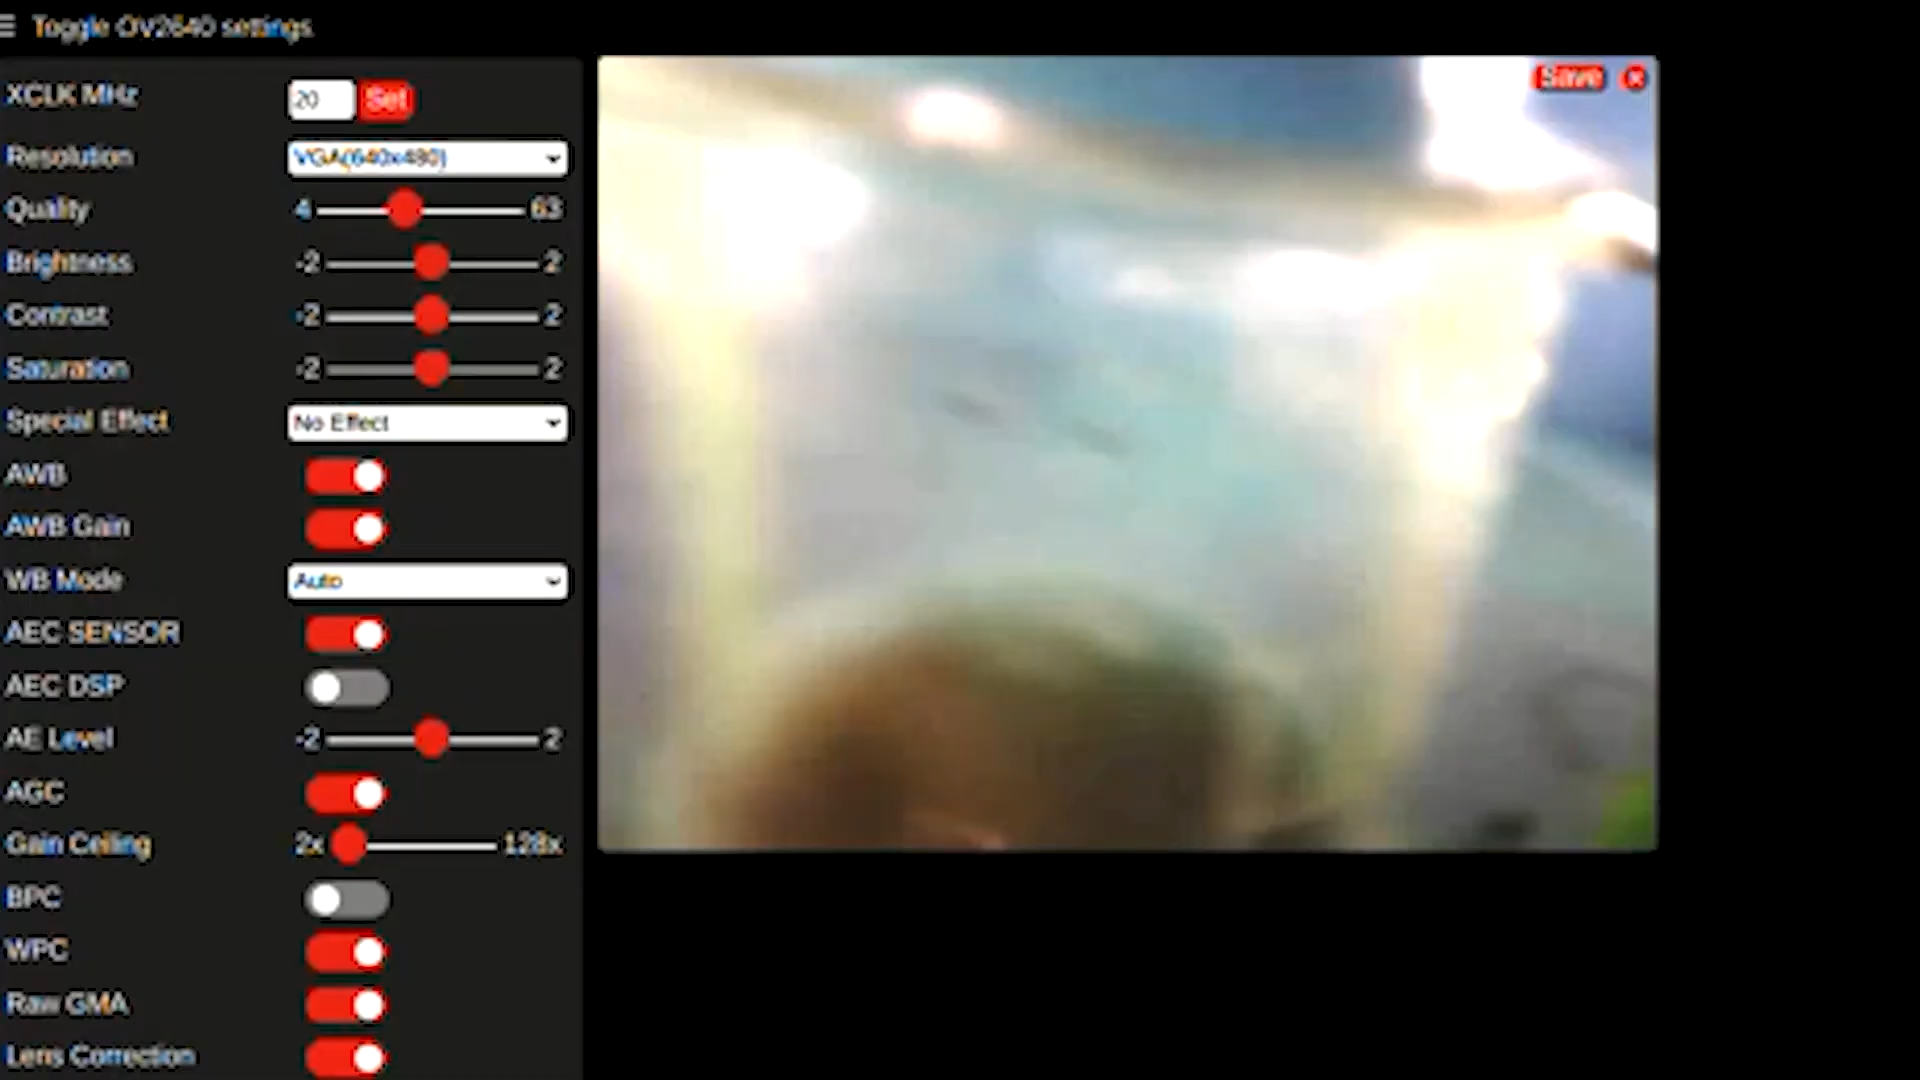 ☰ Toggle OV2640 settings
Save ×
XCLK MHz 20 Set
Resolution VGA(640x480)
Quality 4 63
Brightness -2 2
Contrast -2 2
Saturation -2 2
Special Effect No Effect
AWB
AWB Gain
WB Mode Auto
AEC SENSOR
AEC DSP
AE Level -2 2
AGC
Gain Ceiling 2x 128x
BPC
WPC
Raw GMA
Lens Correction